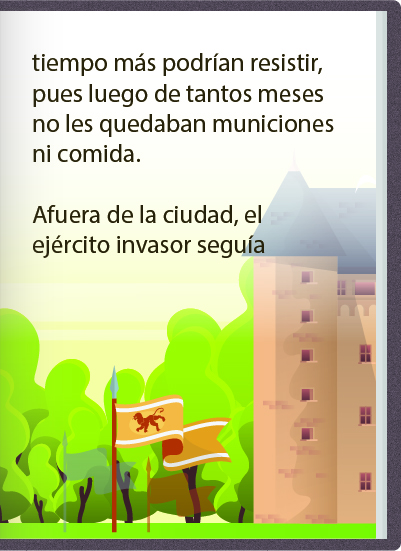 tiempo más podrían resistir,
pues luego de tantos meses
no les quedaban municiones
ni comida.
Afuera de la ciudad, el
ejército invasor seguía